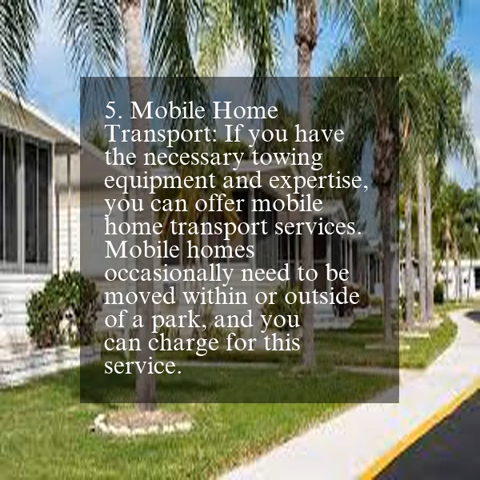 5. Mobile Home
Transport: If you have
the necessary towing
equipment and expertise,
you can offer mobile
home transport services.
Mobile homes
occasionally need to be
moved within or outside
of a park, and you
can charge for this
service.